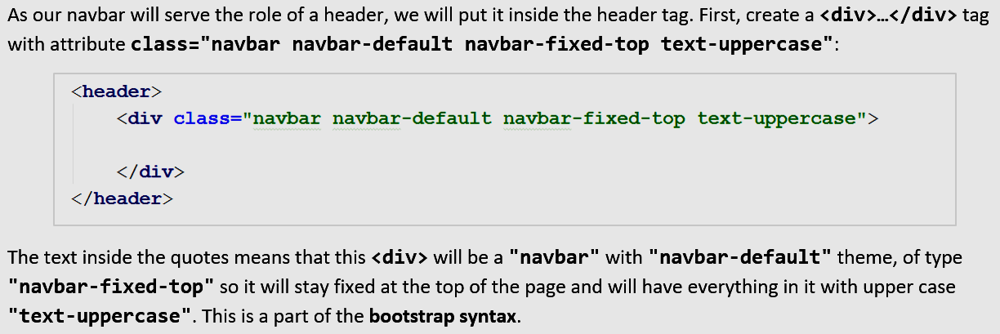 As our navbar will serve the role of a header, we will put it inside the header tag. First, create a <div>…</div> tag
with attribute class="navbar navbar-default navbar-fixed-top text-uppercase":
<header>
<div class="navbar navbar-default navbar-fixed-top text-uppercase">
</div>
</header>
The text inside the quotes means that this <div> will be a "navbar" with "navbar-default" theme, of type
"navbar-fixed-top" so it will stay fixed at the top of the page and will have everything in it with upper case
"text-uppercase". This is a part of the bootstrap syntax.